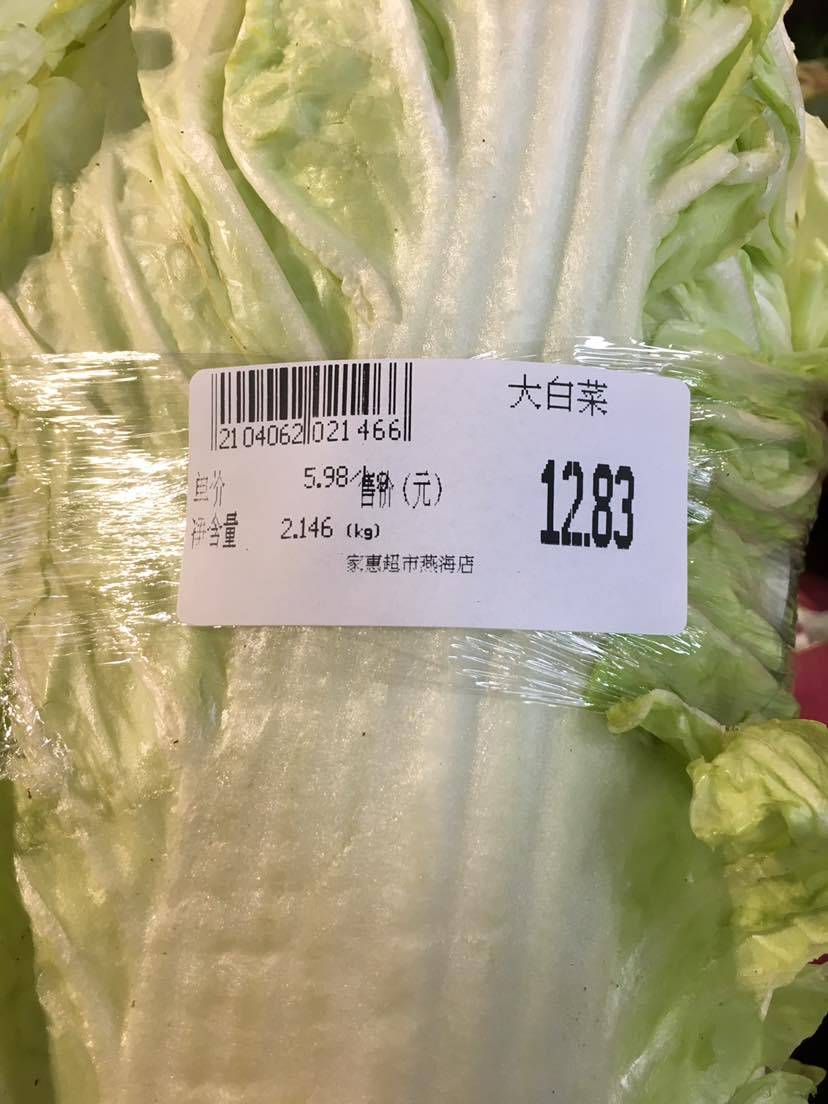 大白菜
2104062021466
单价 5.98/ 售价(元) 12.83
净含量 2.146 (kg)
家惠超市燕海店